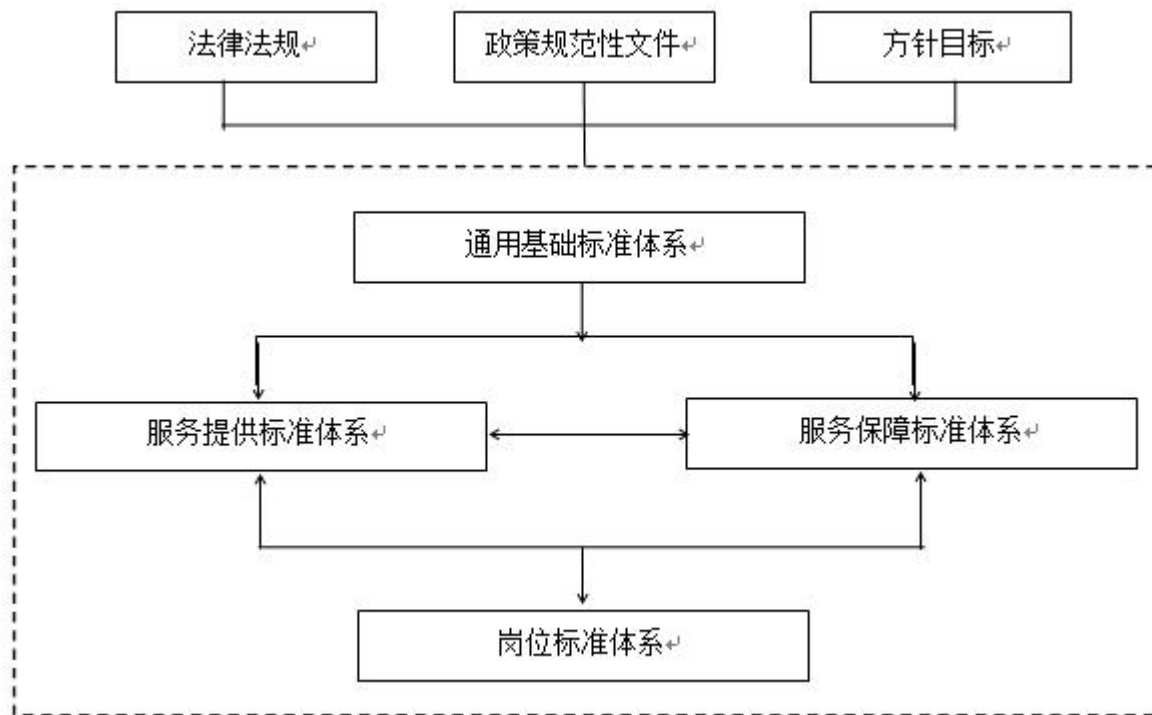 法律法规
政策规范性文件
方针目标
通用基础标准体系
服务提供标准体系
服务保障标准体系
岗位标准体系